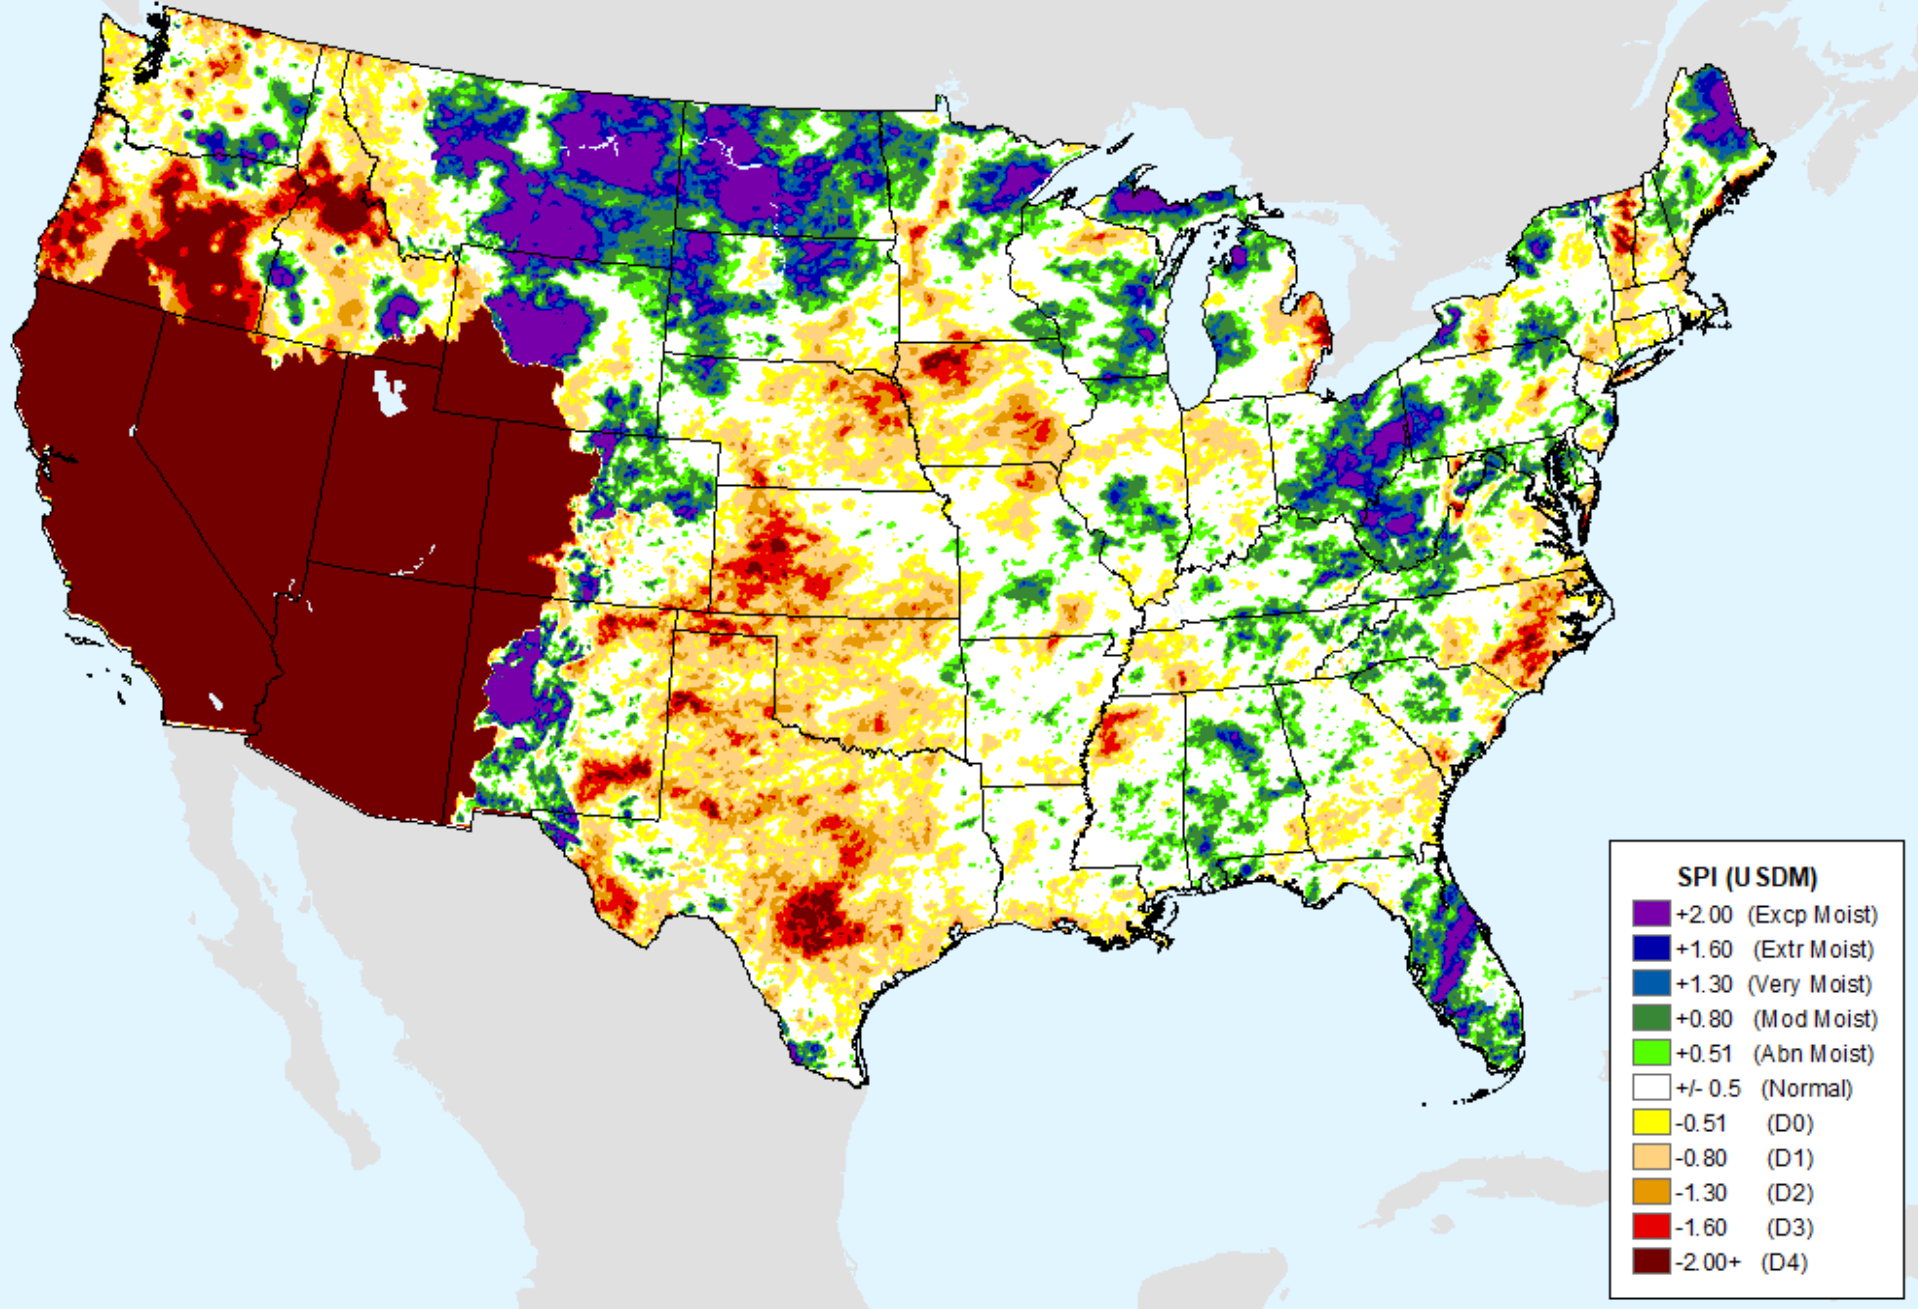 SPI (USDM)
+2.00 (Excp Moist)
+1.60 (Extr Moist)
+1.30 (Very Moist)
+0.80 (Mod Moist)
+0.51 (Abn Moist)
+/- 0.5 (Normal)
-0.51 (D0)
-0.80 (D1)
-1.30 (D2)
-1.60 (D3)
-2.00+ (D4)